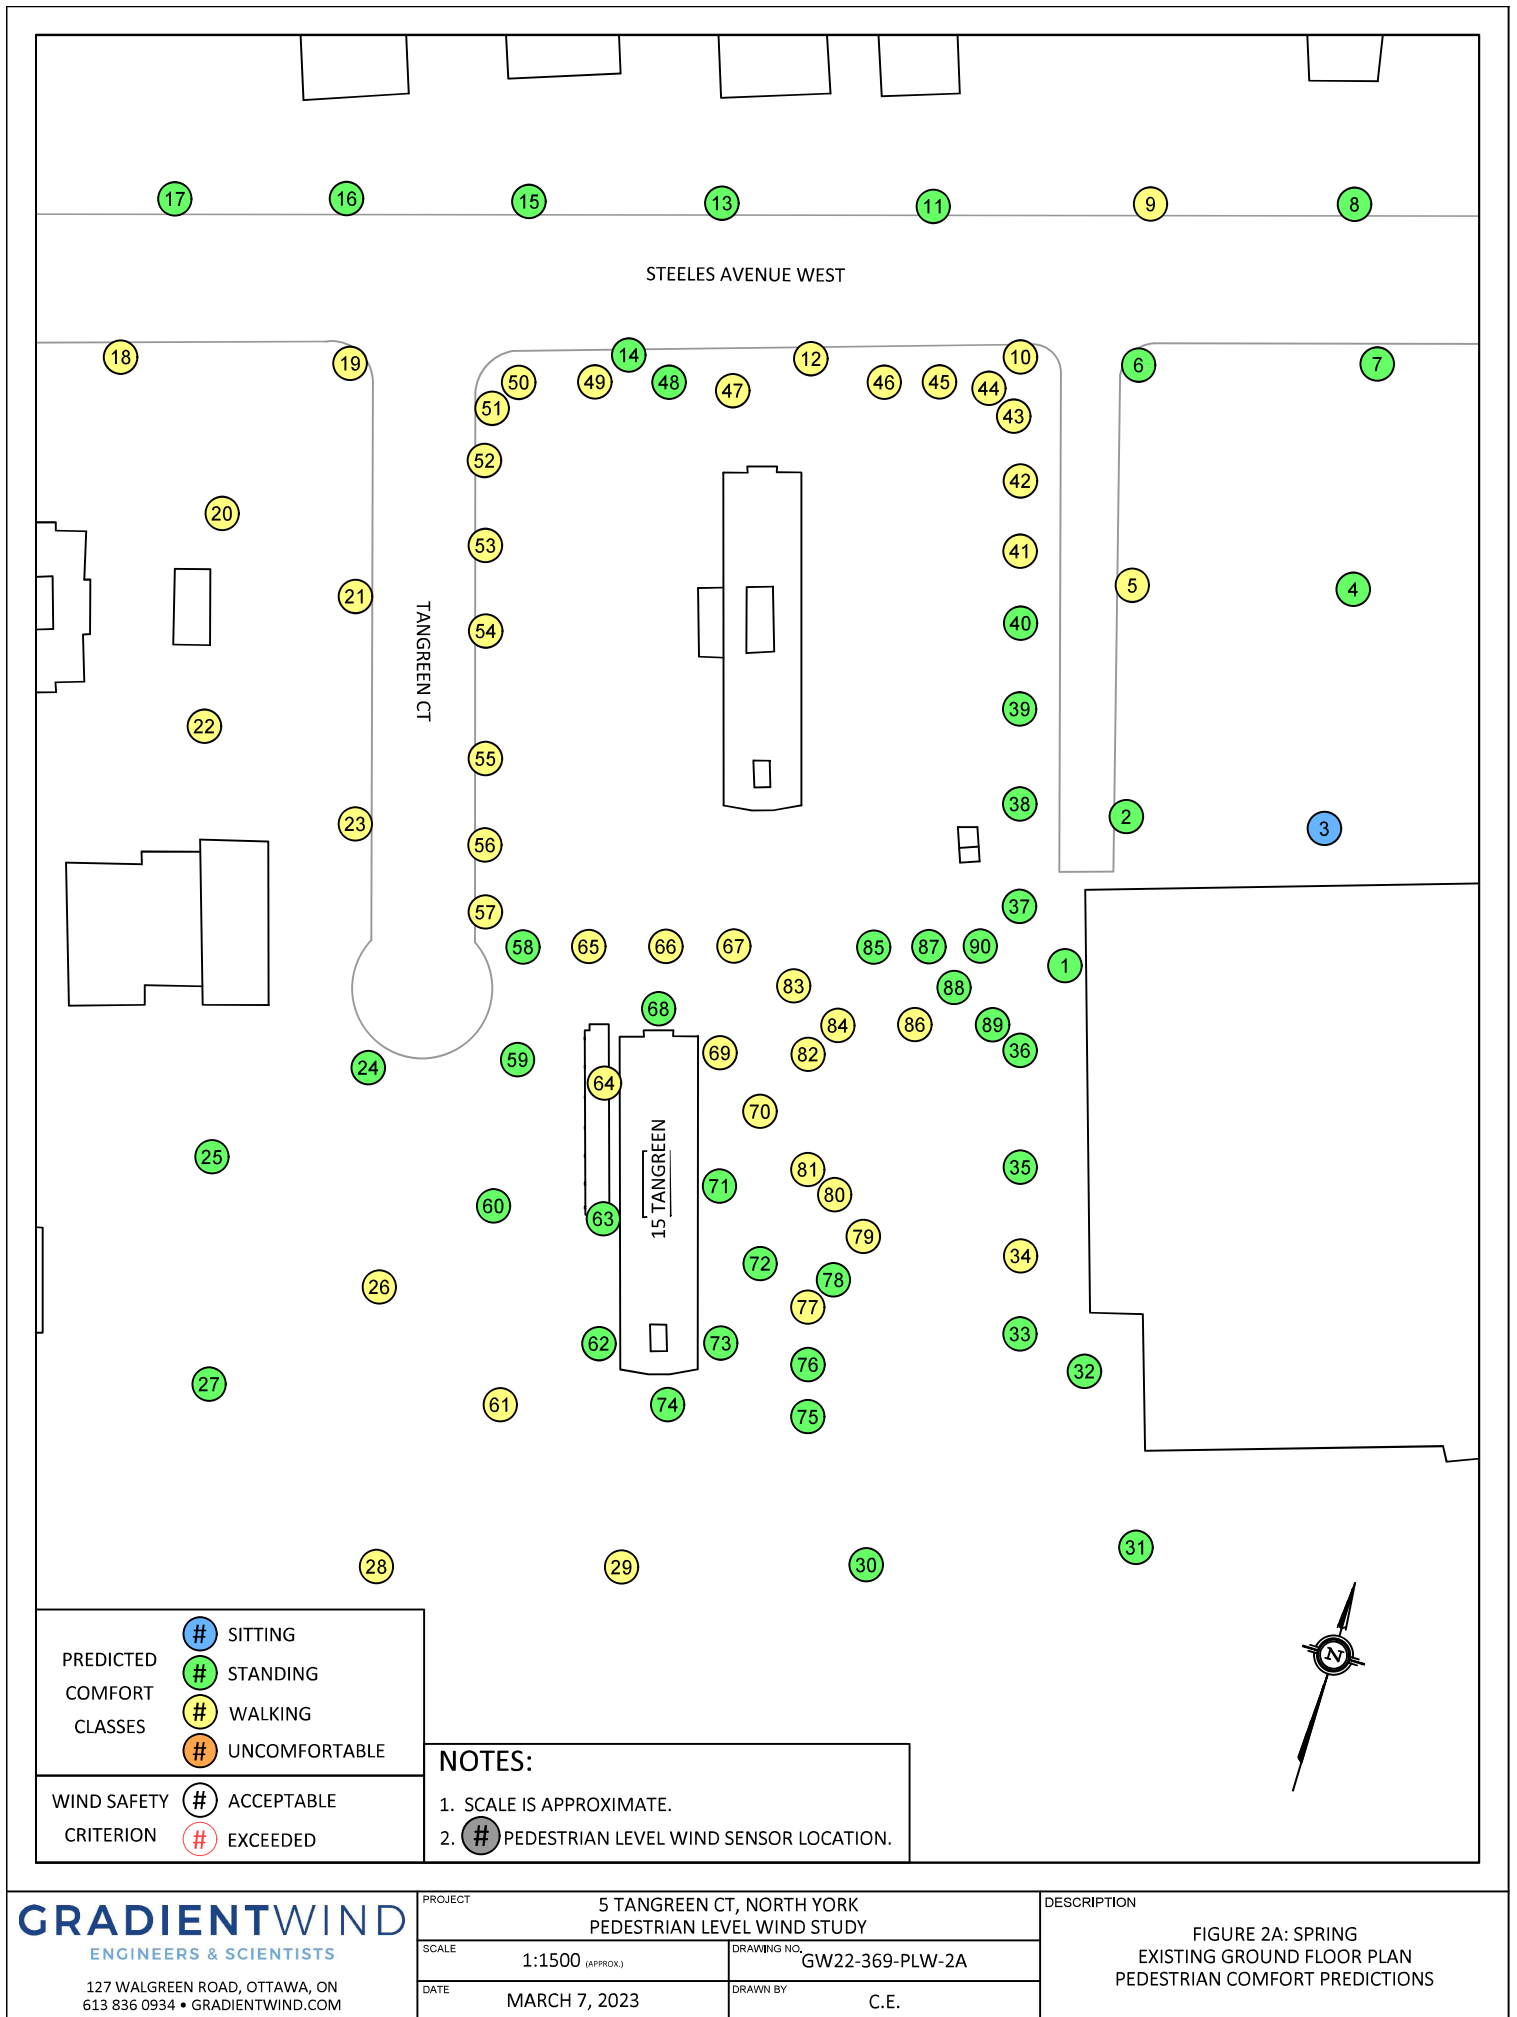 17 16 15 13 11 9 8
STEELES AVENUE WEST
18 19 14 12 10 6 7
50 49 48 47 46 45 44
51 43
52 42
20
53 41
21 5 4
54 40
TANGREEN CT
39
22
55
38
23 2 3
56
57 37
58 65 66 67 85 87 90
1
83 88
68
84 86 89
59 69 82 36
24
64
70
25 81 35
71 80
60
63
15 TANGREEN
79
34
72
26 78
77
62 73 33
76 32
27
61 74 75
28 29 30 31
PREDICTED
COMFORT
CLASSES
# SITTING
# STANDING
# WALKING
# UNCOMFORTABLE
WIND SAFETY
CRITERION
# ACCEPTABLE
# EXCEEDED
NOTES:
1. SCALE IS APPROXIMATE.
2. # PEDESTRIAN LEVEL WIND SENSOR LOCATION.
N
GRADIENTWIND
ENGINEERS & SCIENTISTS
127 WALGREEN ROAD, OTTAWA, ON
613 836 0934 • GRADIENTWIND.COM
PROJECT
5 TANGREEN CT, NORTH YORK
PEDESTRIAN LEVEL WIND STUDY
SCALE
1:1500 (APPROX.)
DRAWING NO.
GW22-369-PLW-2A
DATE
MARCH 7, 2023
DRAWN BY
C.E.
DESCRIPTION
FIGURE 2A: SPRING
EXISTING GROUND FLOOR PLAN
PEDESTRIAN COMFORT PREDICTIONS